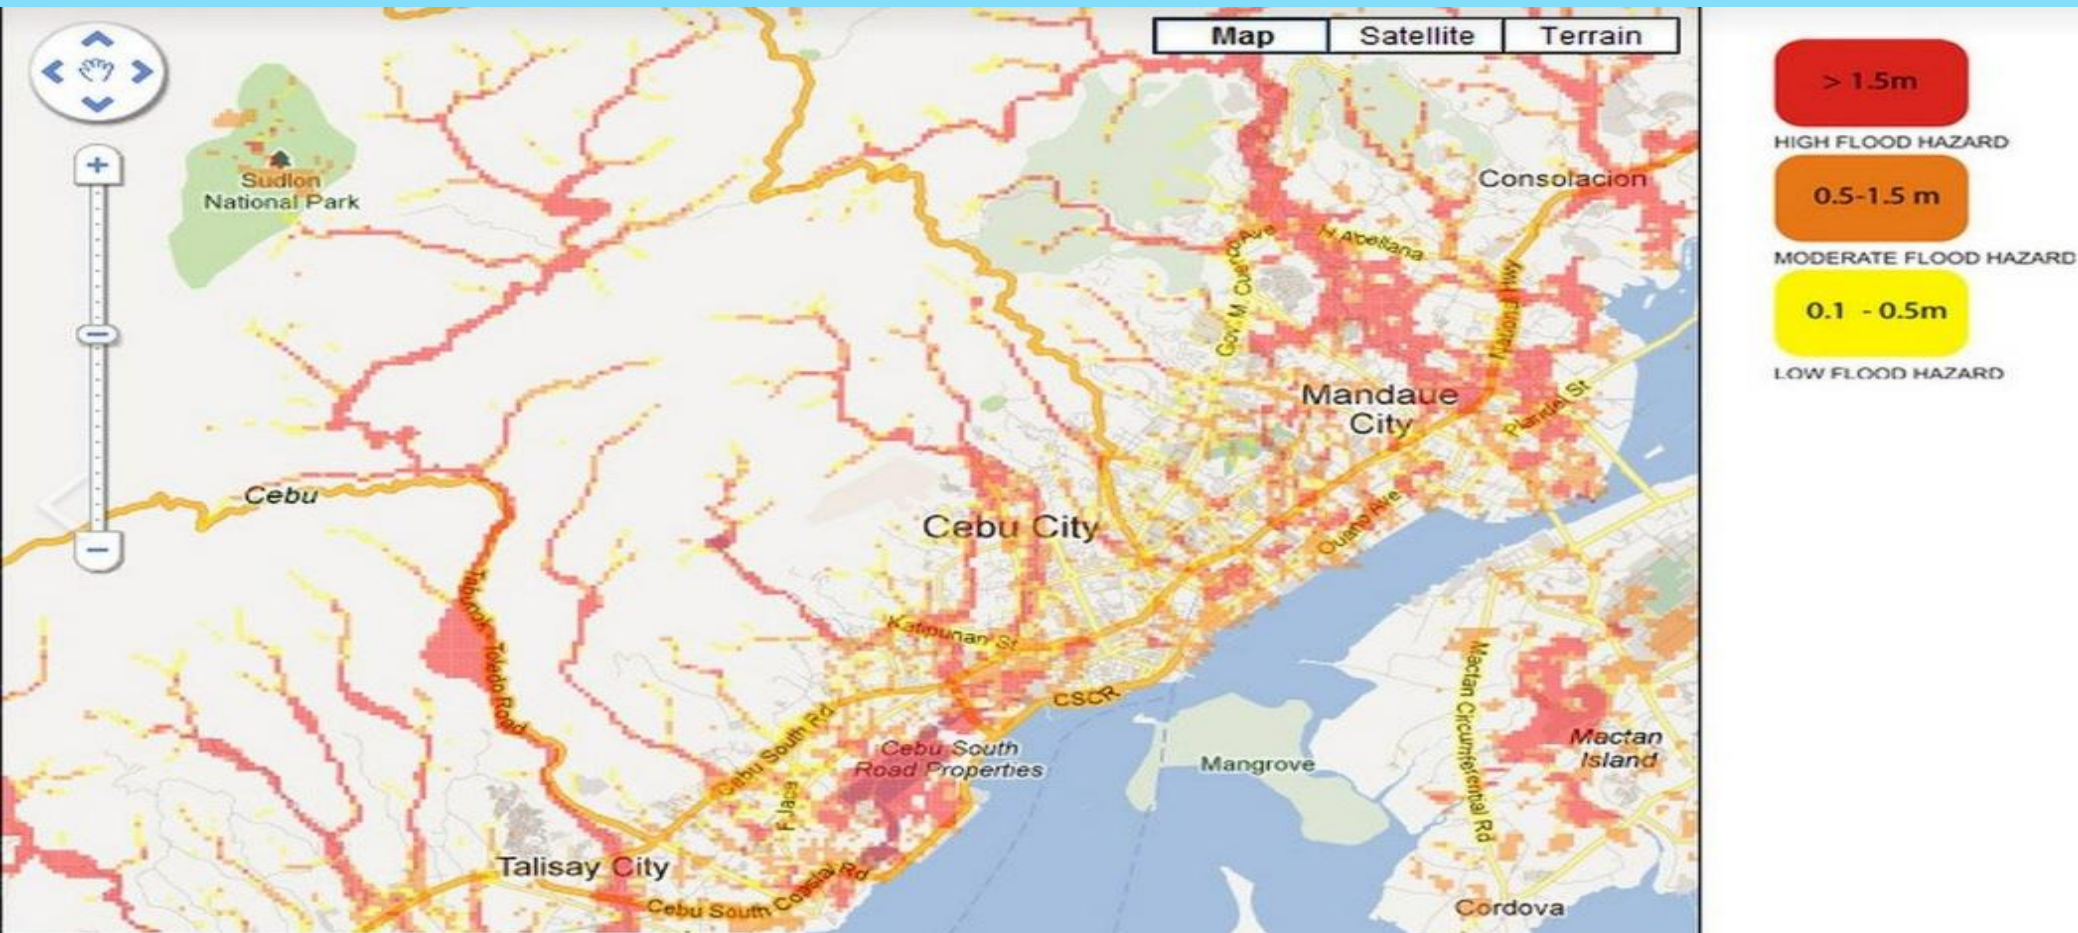 Map
Satellite
Terrain
> 1.5m
HIGH FLOOD HAZARD
0.5-1.5 m
MODERATE FLOOD HAZARD
0.1 - 0.5m
LOW FLOOD HAZARD
Sudlon
National Park
Consolacion
H Abellana
Gov. M. Cuenco Ave
National Hwy
Mandaue
City
Plaridel St
Cebu
Cebu City
Ouano Ave
Tabunok - Toledo Road
Katipunan St
CSCR
Cebu South Rd
Cebu South
Road Properties
F Jaca
Mangrove
Mactan Circumferential Rd
Mactan
Island
Talisay City
Cebu South Coastal Rd
Cordova